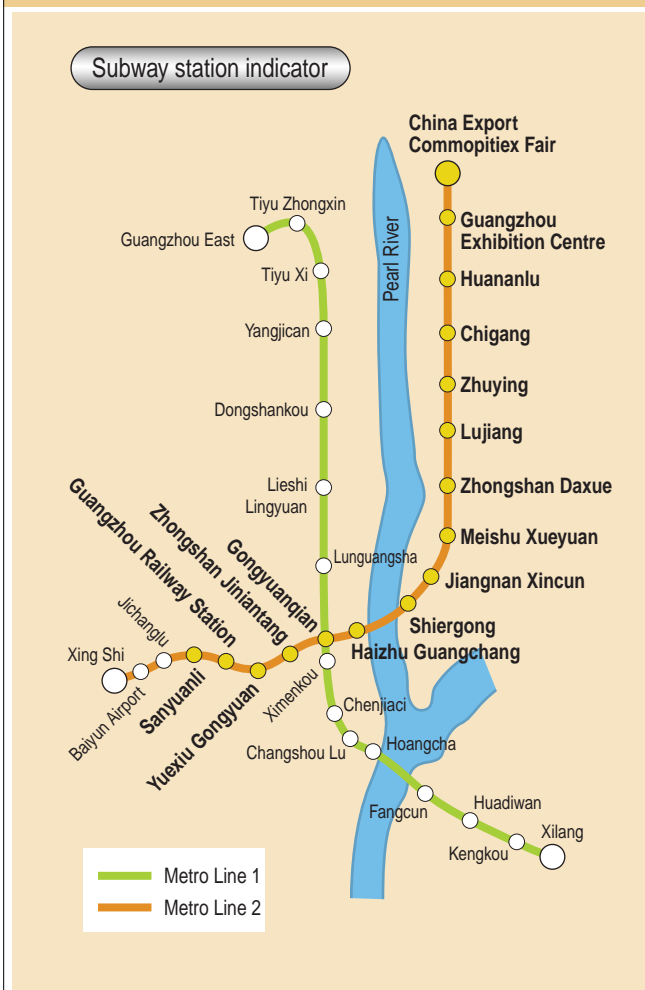 Subway station indicator
China Export
Commopitiex Fair
Tiyu Zhongxin
Guangzhou East
Guangzhou
Exhibition Centre
Pearl River
Tiyu Xi
Huananlu
Yangjican
Chigang
Zhuying
Dongshankou
Lujiang
Lieshi
Lingyuan
Zhongshan Daxue
Guangzhou Railway Station
Zhongshan Jiniantang
Gongyuanqian
Meishu Xueyuan
Lunguangsha
Jiangnan Xincun
Jichanglu
Shiergong
Haizhu Guangchang
Xing Shi
Baiyun Airport
Sanyuanli
Yuexiu Gongyuan
Ximenkou
Chenjiaci
Changshou Lu
Hoangcha
Fangcun
Huadiwan
Xilang
Kengkou
Metro Line 1
Metro Line 2